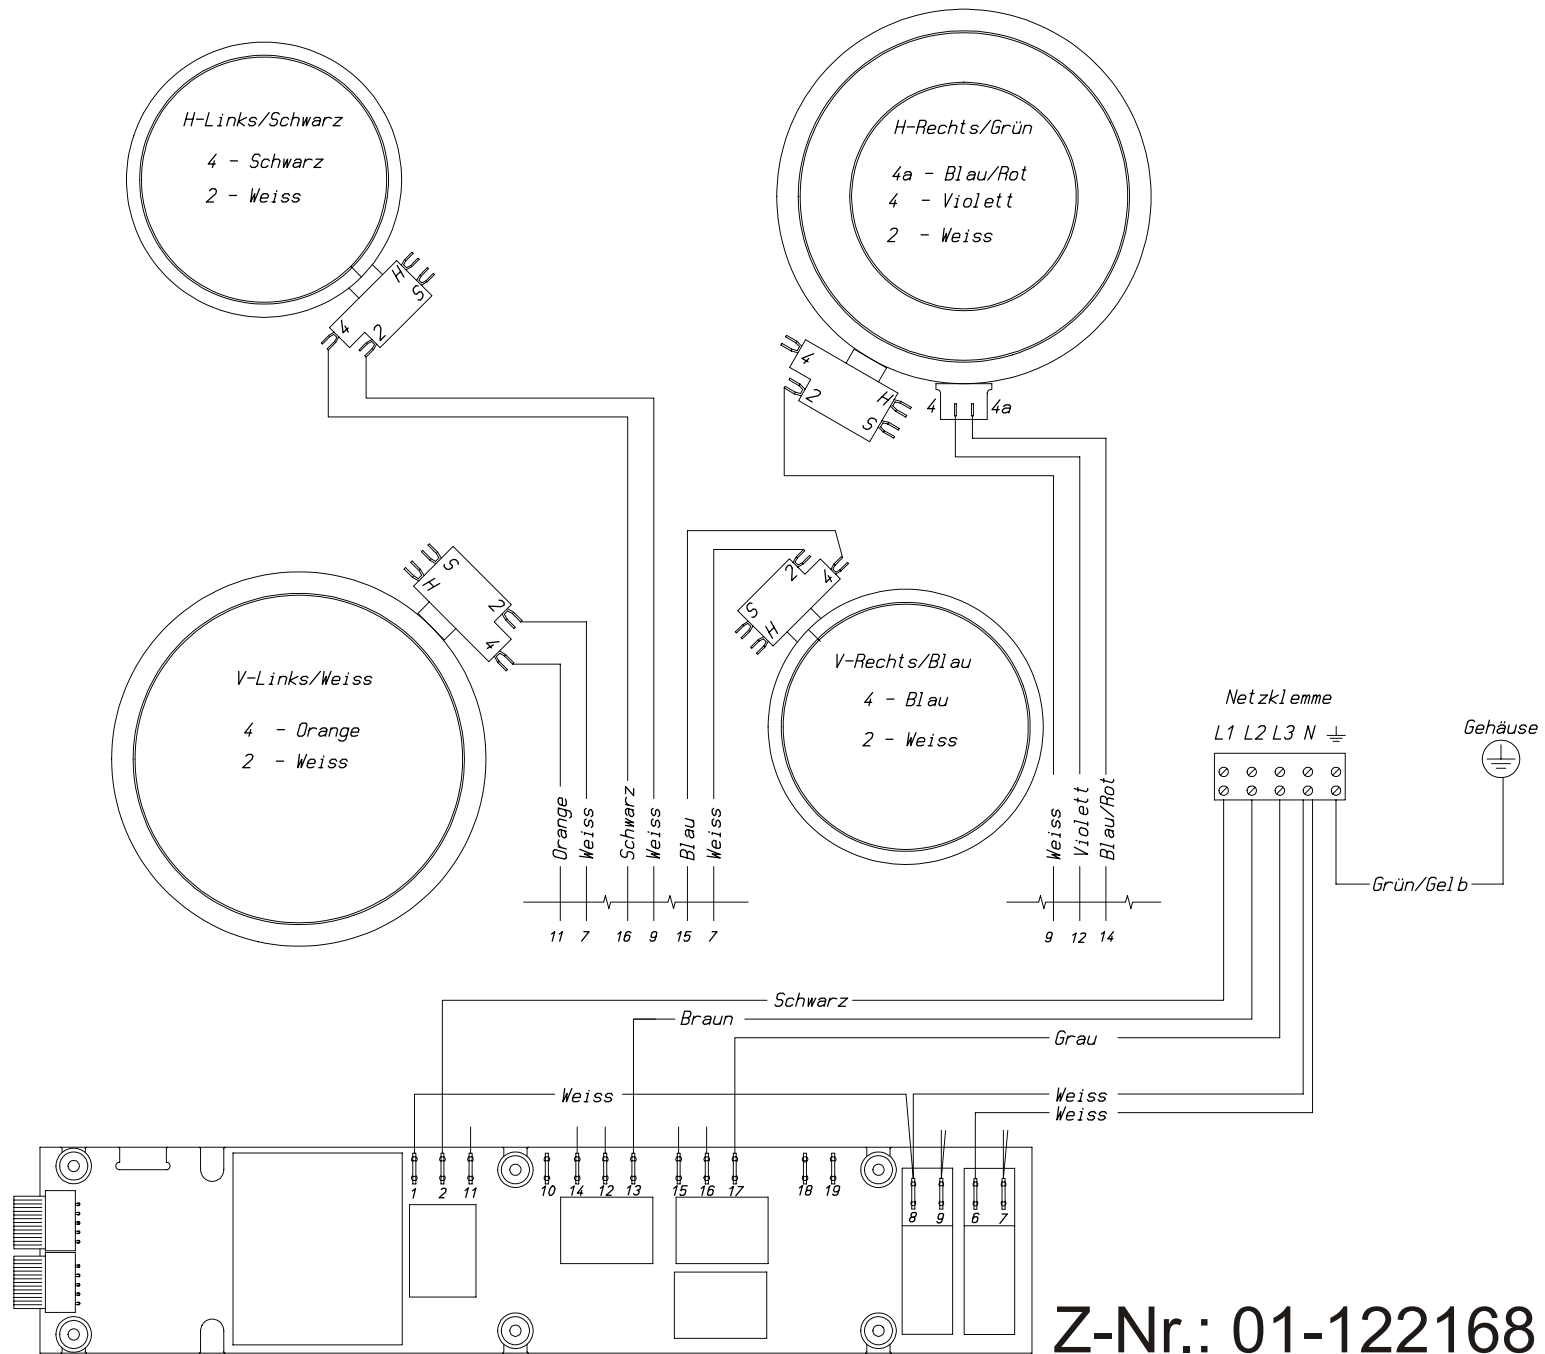 H-Links/Schwarz
4 - Schwarz
2 - Weiss
H
S
4
2
H-Rechts/Grün
4a - Blau/Rot
4 - Violett
2 - Weiss
4
2
H
S
4
4a
S
H
2
4
V-Links/Weiss
4 - Orange
2 - Weiss
2
4
S
H
V-Rechts/Blau
4 - Blau
2 - Weiss
Netzklemme
L1 L2 L3 N
Gehäuse
Grün/Gelb
Orange
Weiss
Schwarz
Weiss
Blau
Weiss
Weiss
Violett
Blau/Rot
11 7 16 9 15 7
9 12 14
Schwarz
Braun
Grau
Weiss
Weiss
Weiss
1 2 11 10 14 12 13 15 16 17 18 19
8 9 6 7
Z-Nr.: 01-122168